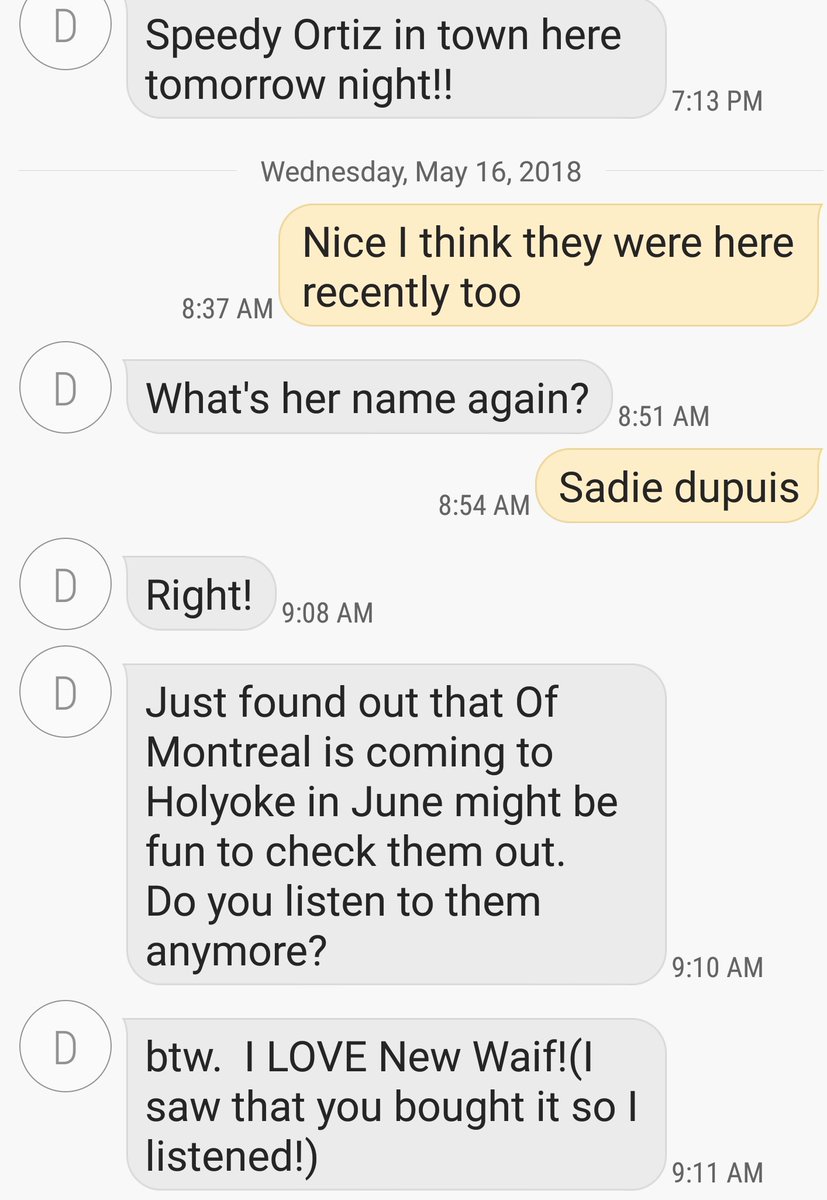 D
Speedy Ortiz in town here
tomorrow night!!
7:13 PM
Wednesday, May 16, 2018
Nice I think they were here
recently too
8:37 AM
D
What's her name again?
8:51 AM
Sadie dupuis
8:54 AM
D
Right!
9:08 AM
D
Just found out that Of
Montreal is coming to
Holyoke in June might be
fun to check them out.
Do you listen to them
anymore?
9:10 AM
D
btw.  I LOVE New Waif!(I
saw that you bought it so I
listened!)
9:11 AM